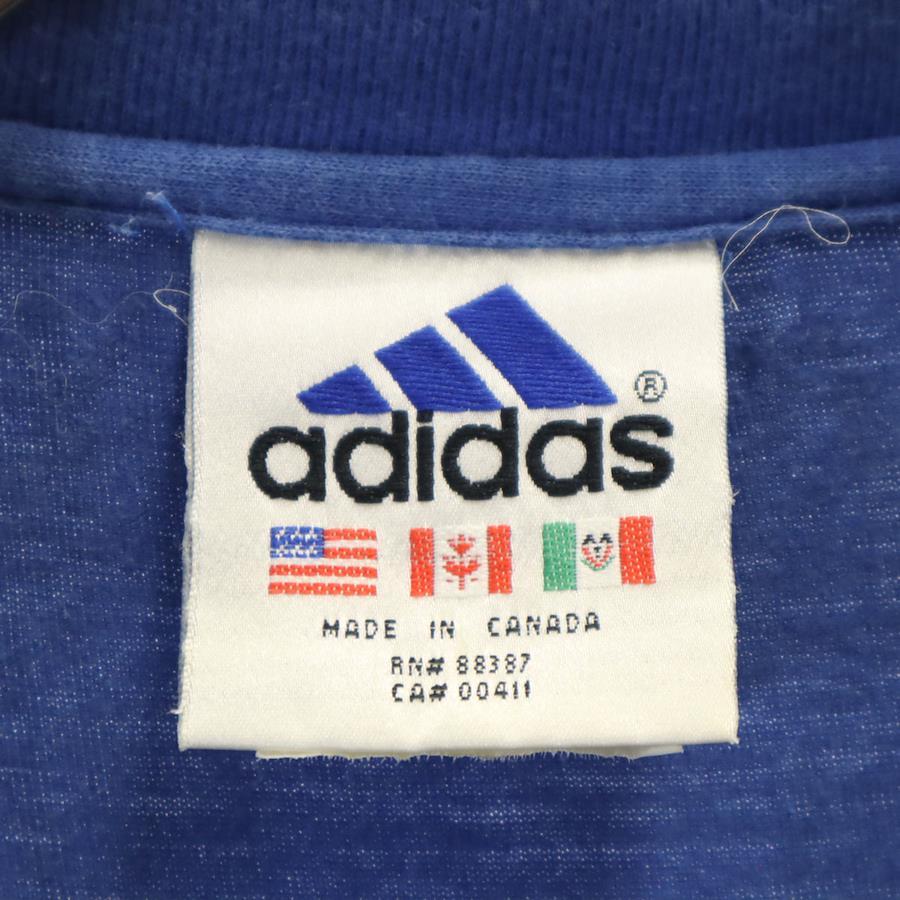 ®
adidas
MADE IN CANADA
RN# 88387
CA# 00411